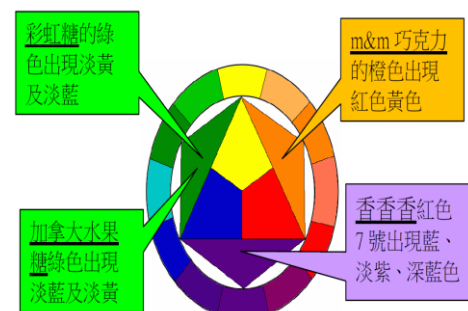 彩虹糖的綠
色出現淡黃
及淡藍
m&m 巧克力
的橙色出現
紅色黃色
加拿大水果
糖綠色出現
淡藍及淡黃
香香香紅色
7 號出現藍、
淡紫、深藍色